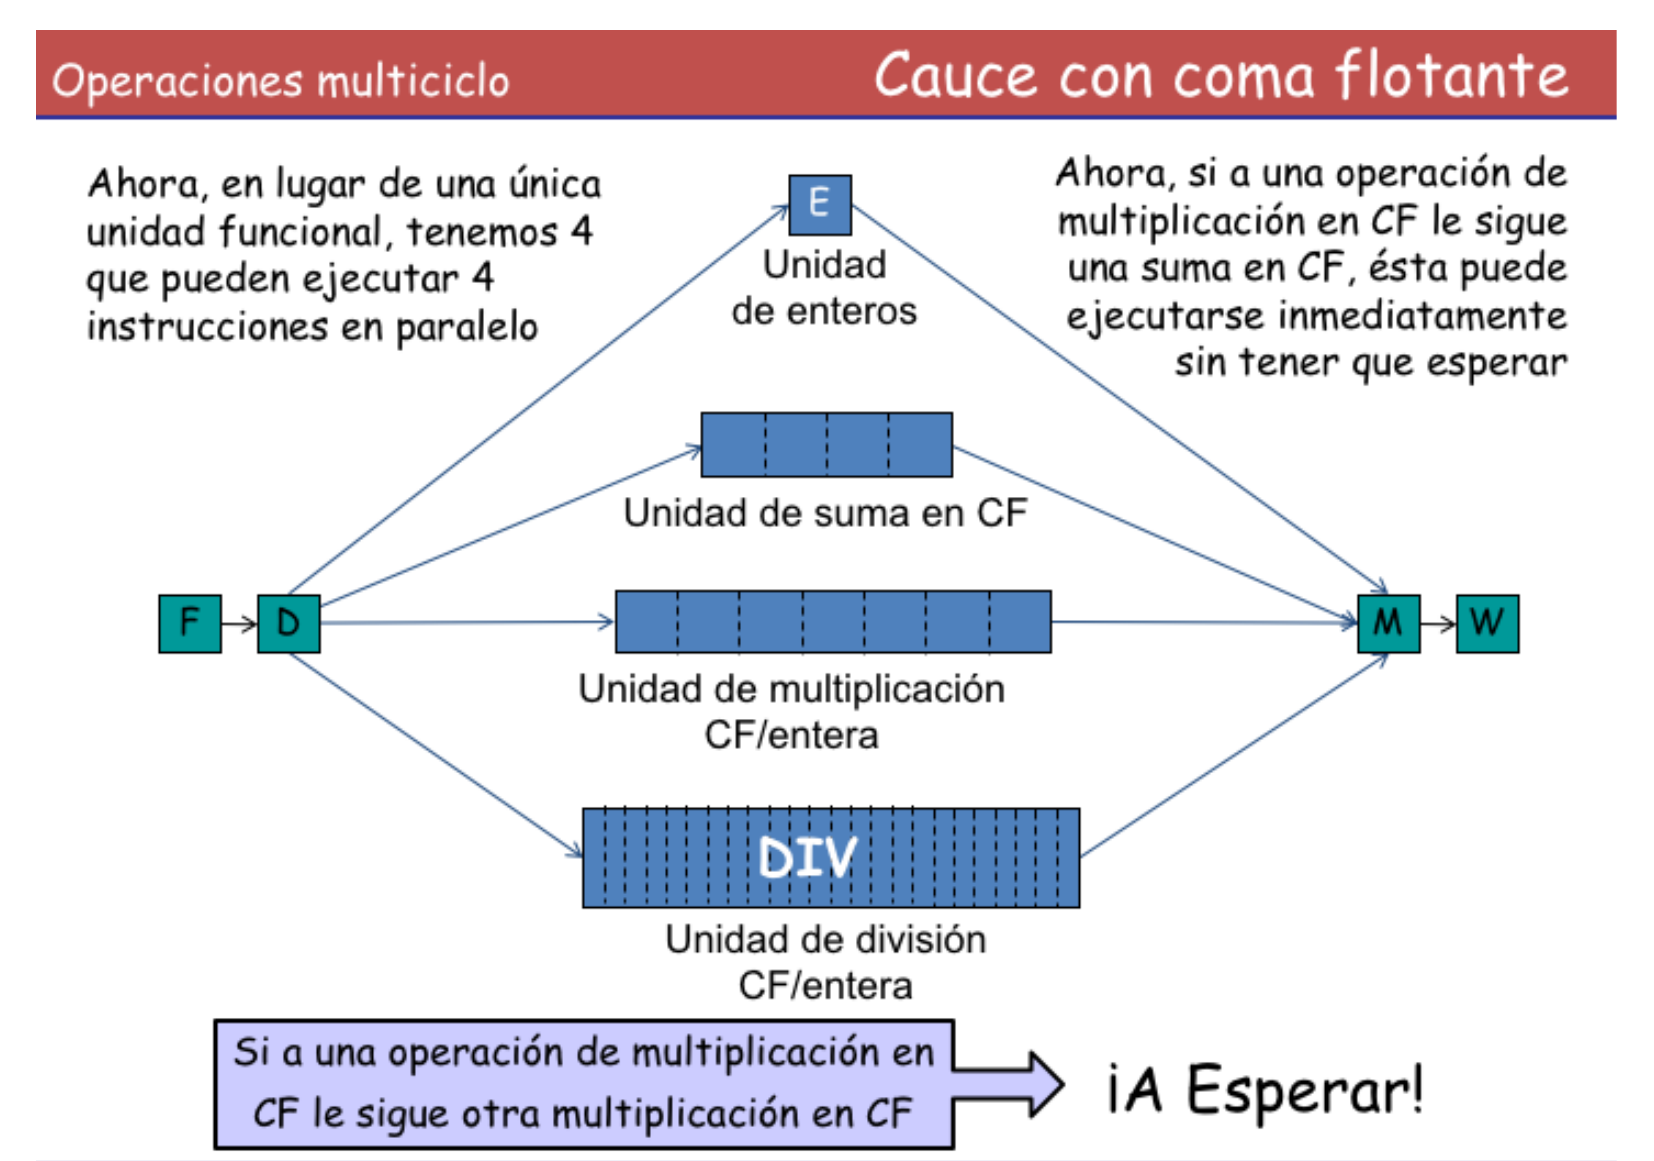 Operaciones multiciclo
Cauce con coma flotante
Ahora, en lugar de una única
unidad funcional, tenemos 4
que pueden ejecutar 4
instrucciones en paralelo
Ahora, si a una operación de
multiplicación en CF le sigue
una suma en CF, ésta puede
ejecutarse inmediatamente
sin tener que esperar
E
Unidad
de enteros
Unidad de suma en CF
F
D
M
W
Unidad de multiplicación
CF/entera
DIV
Unidad de división
CF/entera
Si a una operación de multiplicación en
CF le sigue otra multiplicación en CF
¡A Esperar!